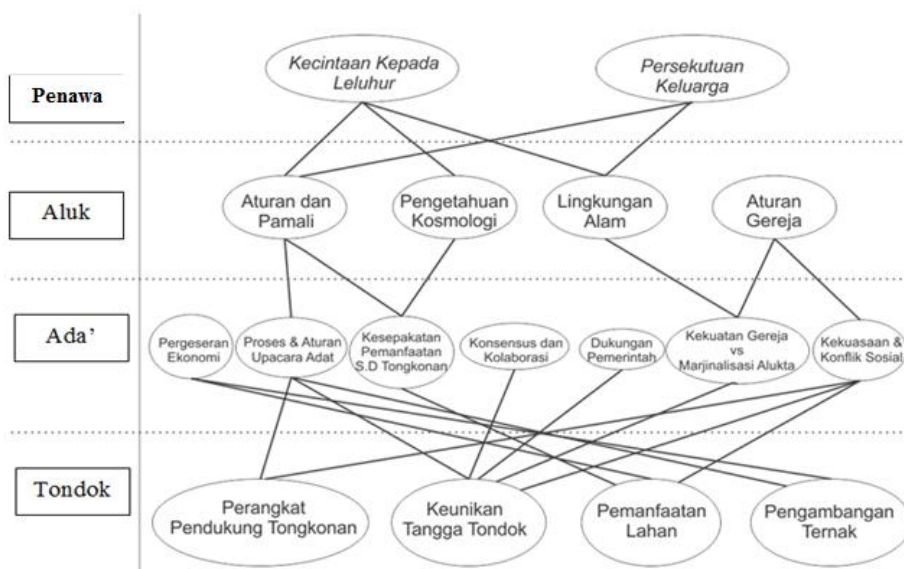 Penawa
Kecintaan Kepada
Leluhur
Persekutuan
Keluarga
Aluk
Aturan dan
Pamali
Pengetahuan
Kosmologi
Lingkungan
Alam
Aturan
Gereja
Ada’
Pergeseran
Ekonomi
Proses & Aturan
Upacara Adat
Kesepakatan
Pemanfaatan
S.D Tongkonan
Konsensus dan
Kolaborasi
Dukungan
Pemerintah
Kekuatan Gereja
vs
Marjinalisasi Alukta
Kekuasaan &
Konflik Sosial
Tondok
Perangkat
Pendukung Tongkonan
Keunikan
Tangga Tondok
Pemanfaatan
Lahan
Pengambangan
Ternak